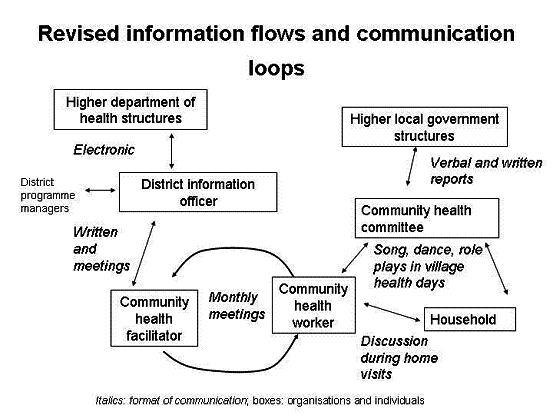 Revised information flows and communication
loops
Higher department of
health structures
Higher local government
structures
Electronic
Verbal and written
reports
District
programme
managers
District information
officer
Community health
committee
Written
and
meetings
Song, dance, role
plays in village
health days
Community
health
facilitator
Monthly
meetings
Community
health
worker
Household
Discussion
during home
visits
Italics: format of communication; boxes: organisations and individuals